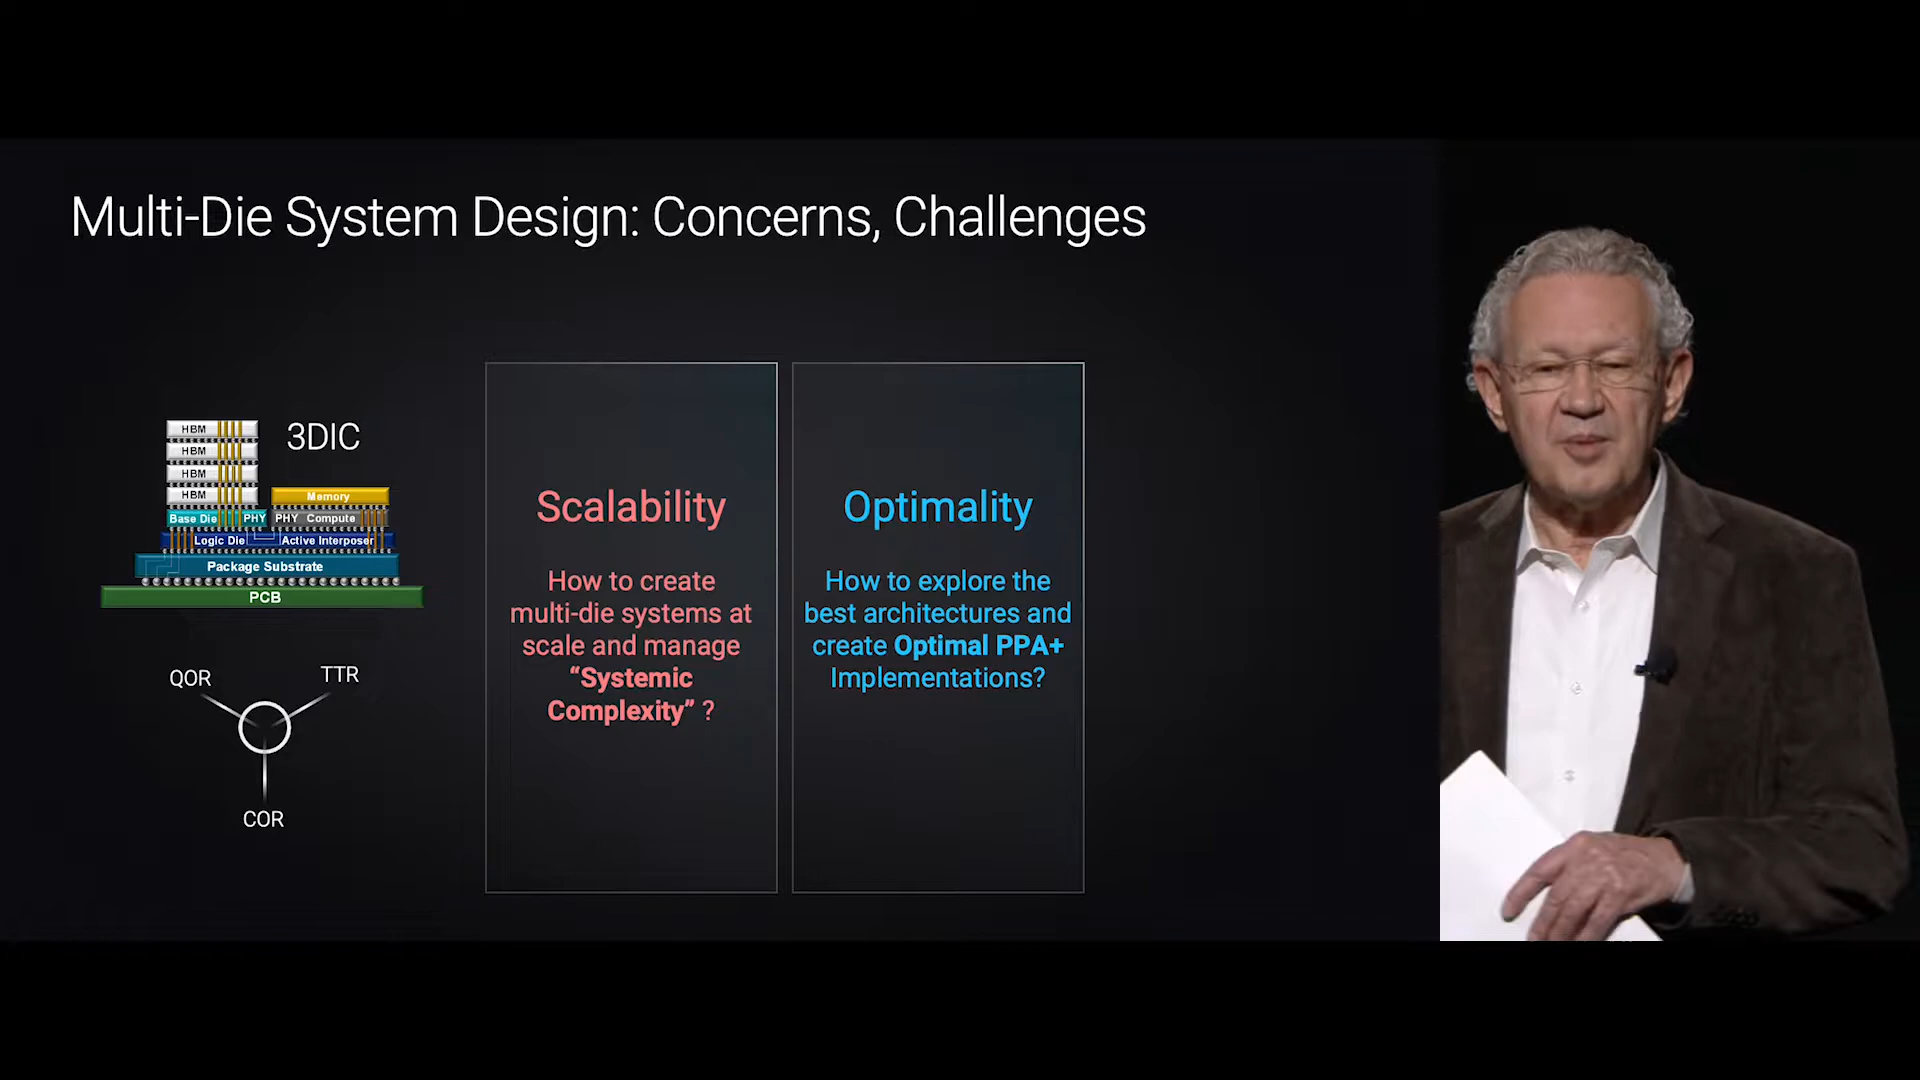 Multi-Die System Design: Concerns, Challenges
3DIC
HBM
HBM
HBM
HBM
Memory
Base Die PHY PHY Compute
Logic Die Active Interposer
Package Substrate
PCB
QOR
TTR
COR
Scalability
How to create
multi-die systems at
scale and manage
“Systemic
Complexity” ?
Optimality
How to explore the
best architectures and
create Optimal PPA+
Implementations?